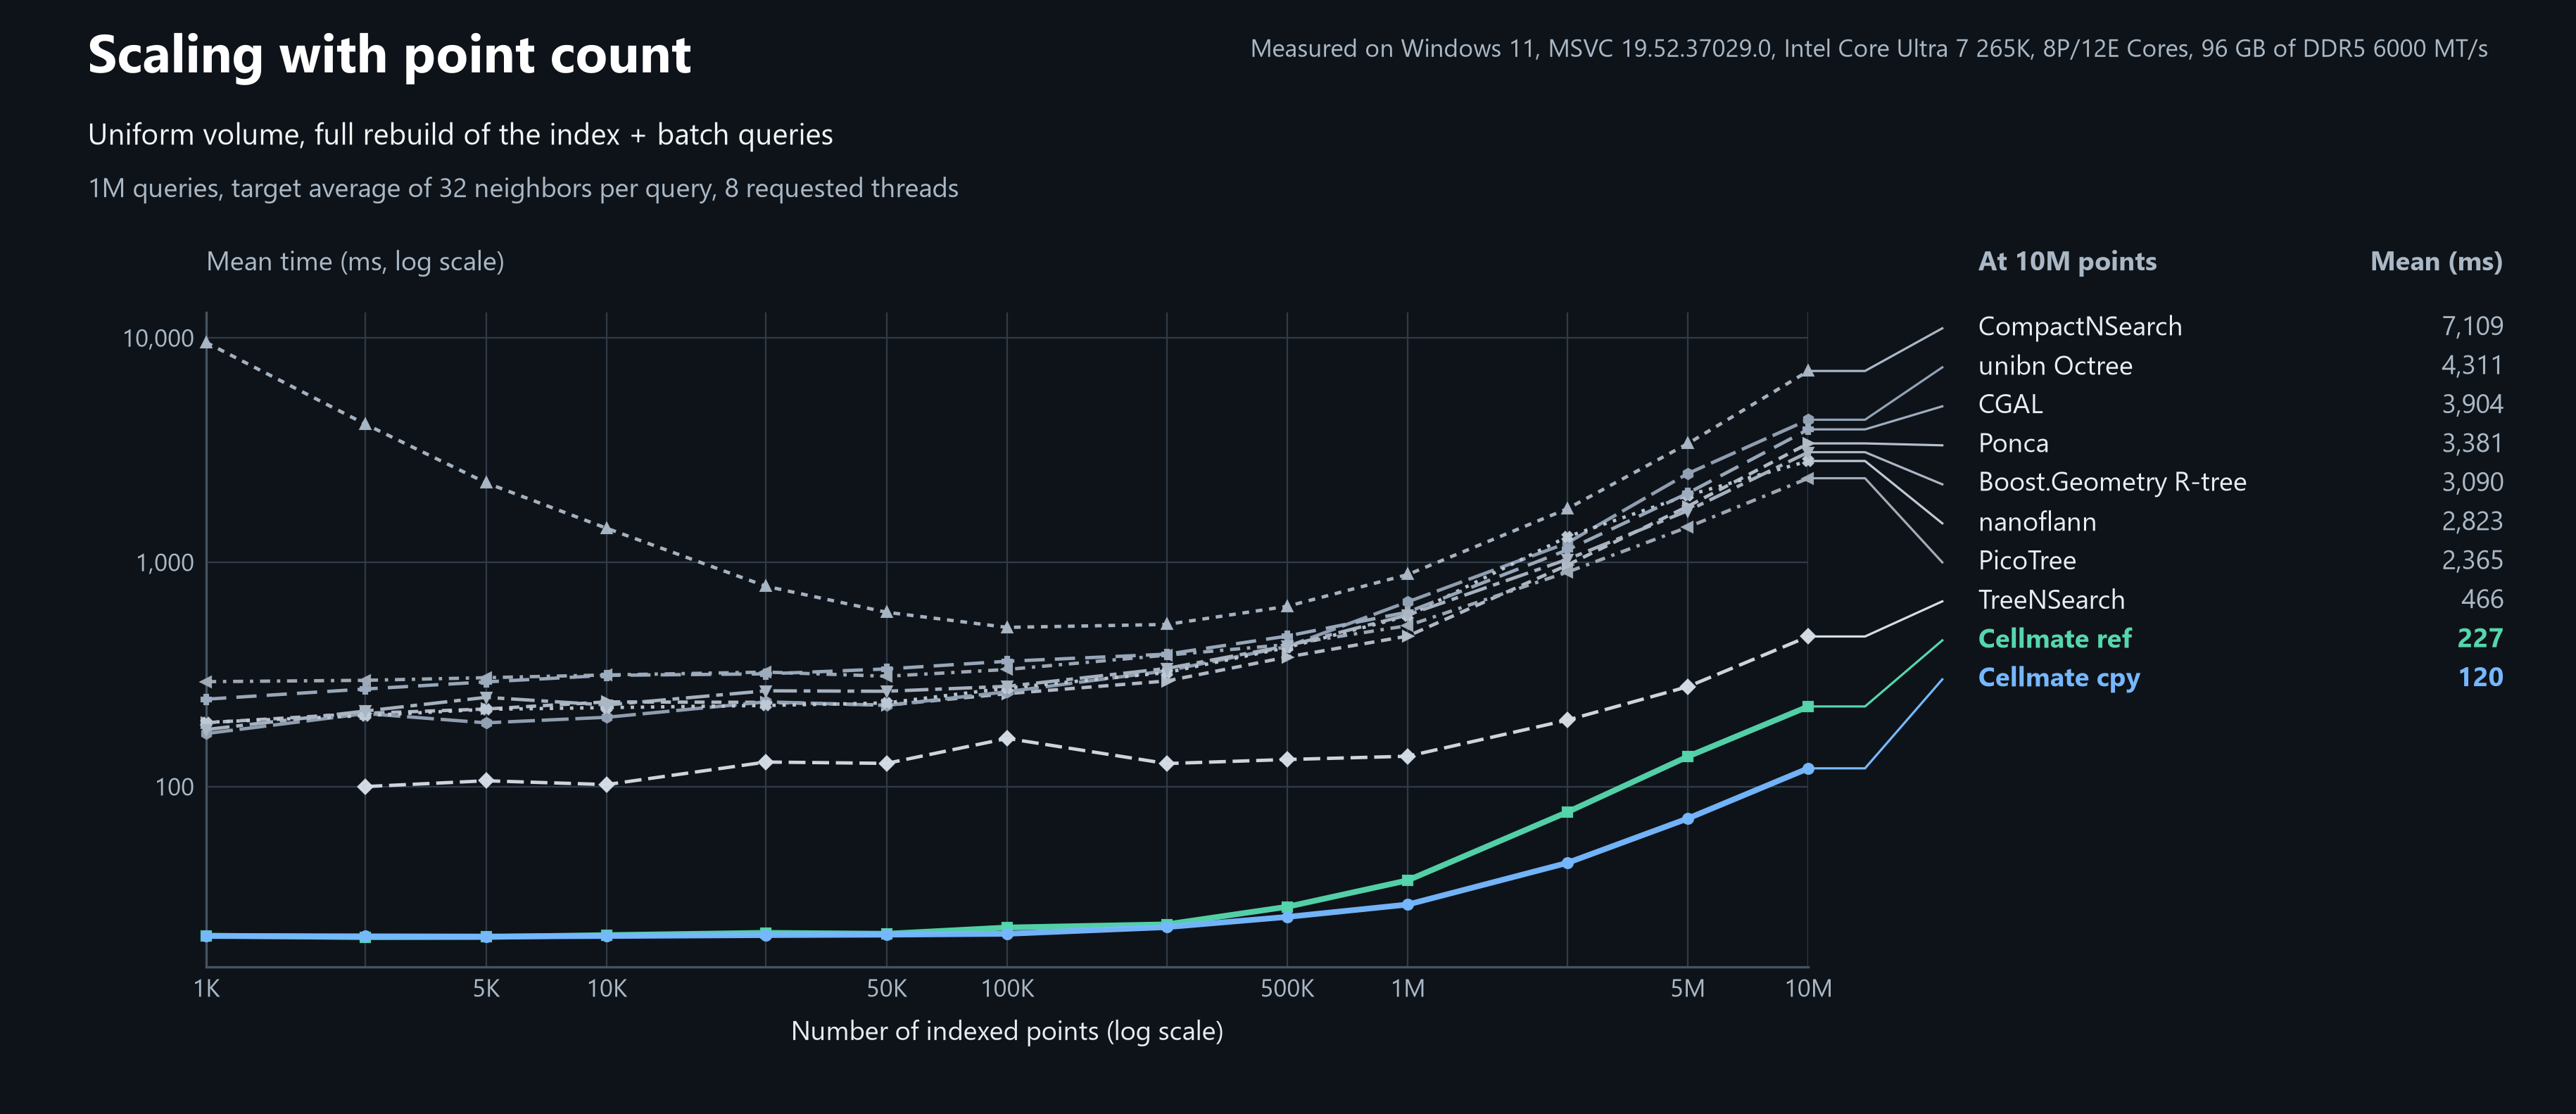 Scaling with point count
Measured on Windows 11, MSVC 19.52.37029.0, Intel Core Ultra 7 265K, 8P/12E Cores, 96 GB of DDR5 6000 MT/s
Uniform volume, full rebuild of the index + batch queries
1M queries, target average of 32 neighbors per query, 8 requested threads
Mean time (ms, log scale)
10,000
1,000
100
1K 5K 10K 50K 100K 500K 1M 5M 10M
Number of indexed points (log scale)
At 10M points Mean (ms)
CompactNSearch 7,109
unibn Octree 4,311
CGAL 3,904
Ponca 3,381
Boost.Geometry R-tree 3,090
nanoflann 2,823
PicoTree 2,365
TreeNSearch 466
Cellmate ref 227
Cellmate cpy 120